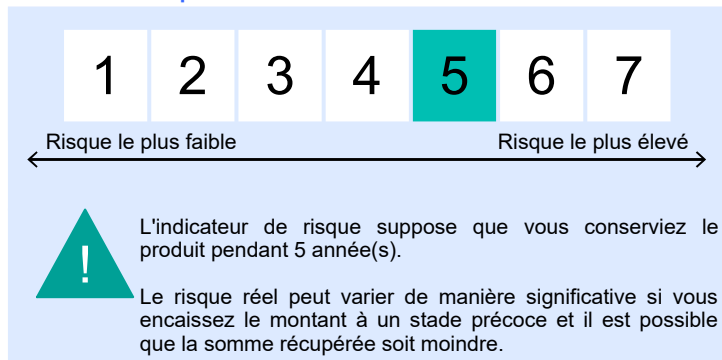 1 2 3 4 5 6 7
Risque le plus faible Risque le plus élevé
!
L'indicateur de risque suppose que vous conserviez le
produit pendant 5 année(s).
Le risque réel peut varier de manière significative si vous
encaissez le montant à un stade précoce et il est possible
que la somme récupérée soit moindre.